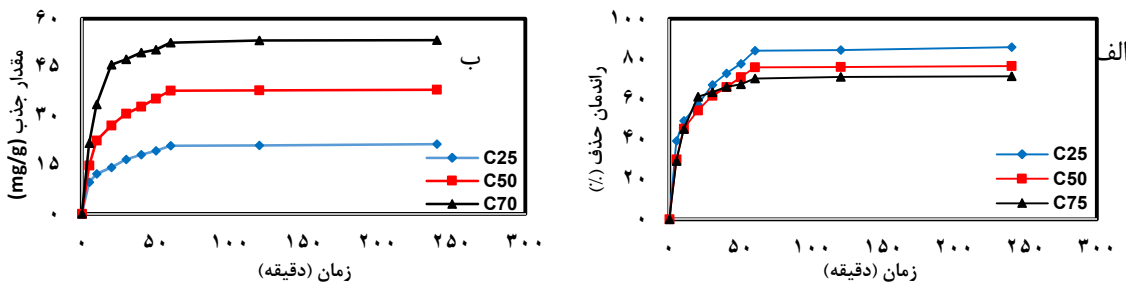 الف
راندمان حذف (٪)
۱۰۰
۸۰
۶۰
۴۰
۲۰
۰
C25
C50
C75
۰ ۵۰ ۱۰۰ ۱۵۰ ۲۰۰ ۲۵۰ ۳۰۰
زمان (دقیقه)
ب
مقدار جذب (mg/g)
۶۰
۴۵
۳۰
۱۵
۰
C25
C50
C70
۰ ۵۰ ۱۰۰ ۱۵۰ ۲۰۰ ۲۵۰ ۳۰۰
زمان (دقیقه)